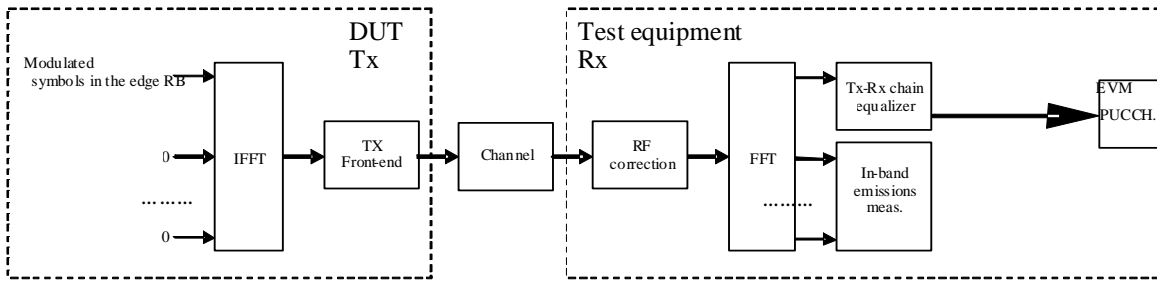 DUT
Tx
Test equipment
Rx
Modulated
symbols in the edge RB
0
………
0
IFFT
TX
Front-end
Channel
RF
correction
FFT
………
Tx-Rx chain
equalizer
In-band
emissions
meas.
EVM
PUCCH.